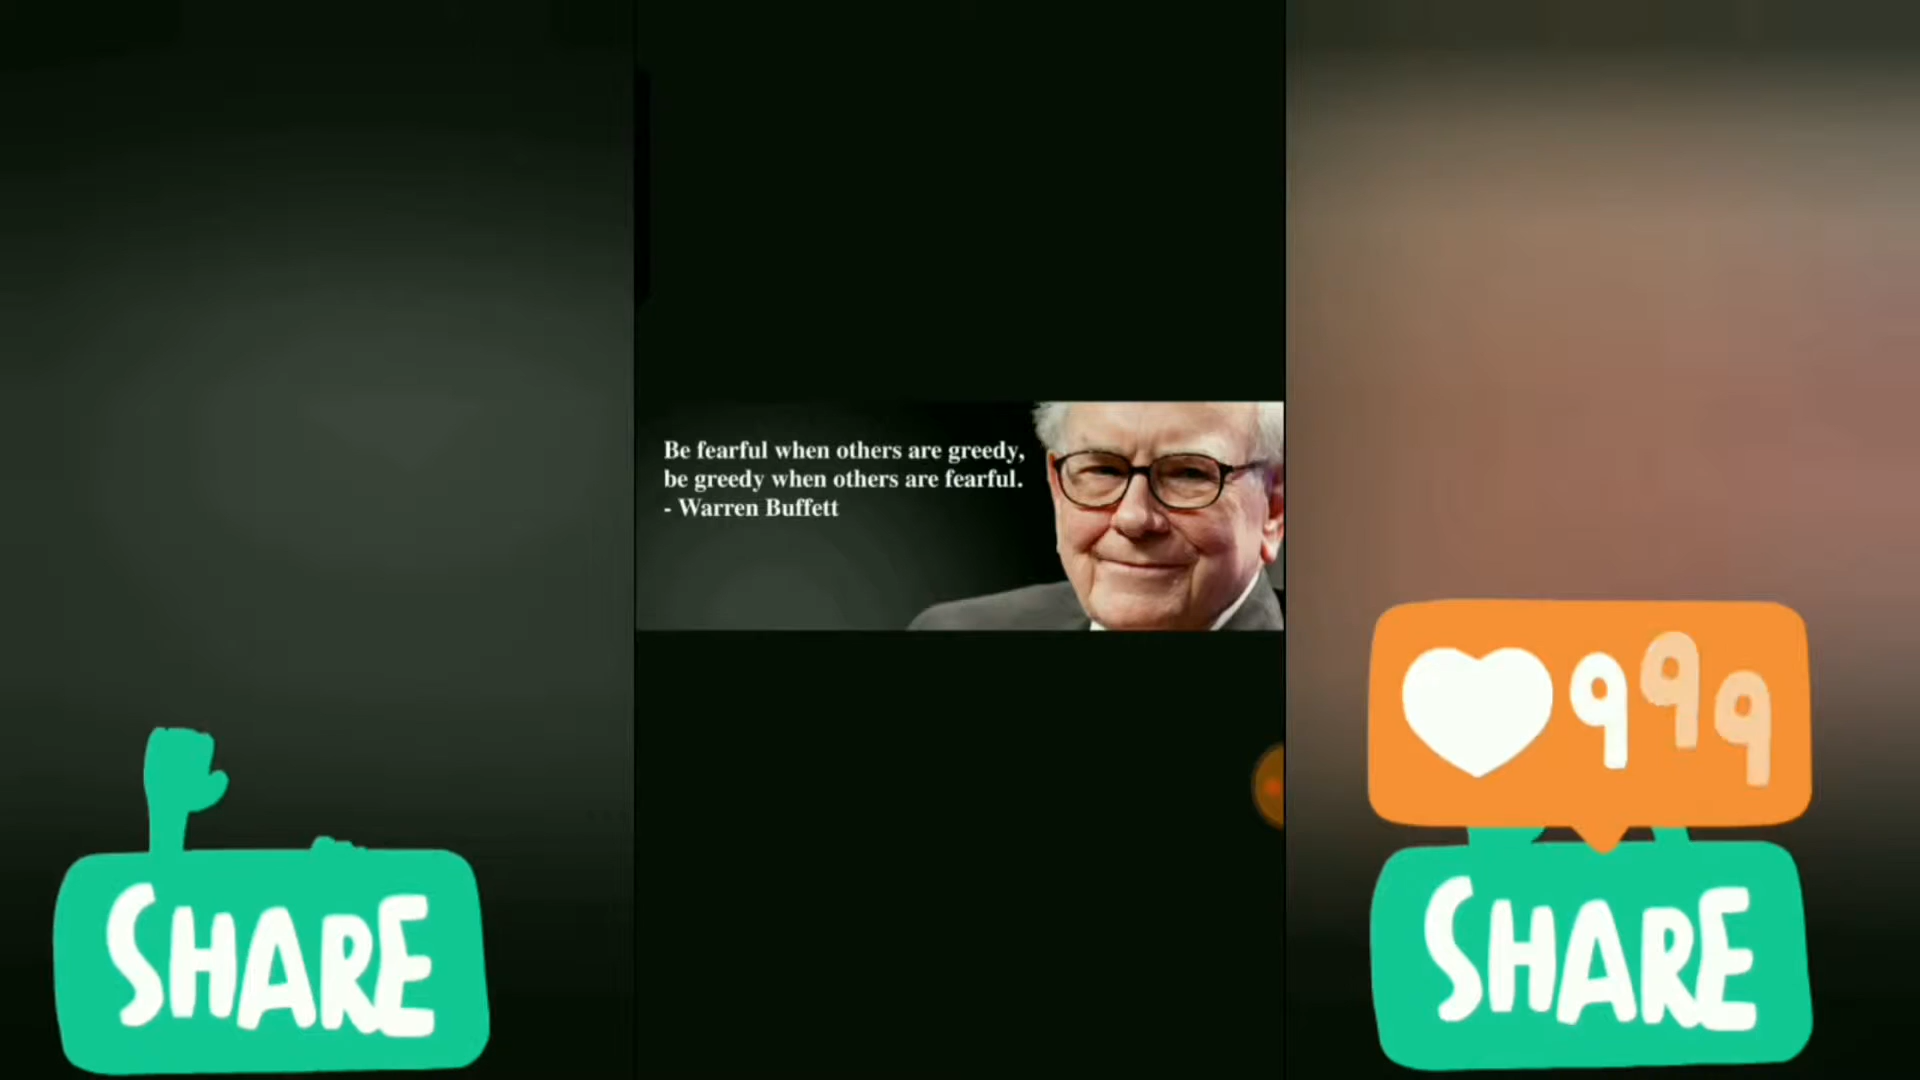 Be fearful when others are greedy,
be greedy when others are fearful.
- Warren Buffett
999
SHARE
SHARE